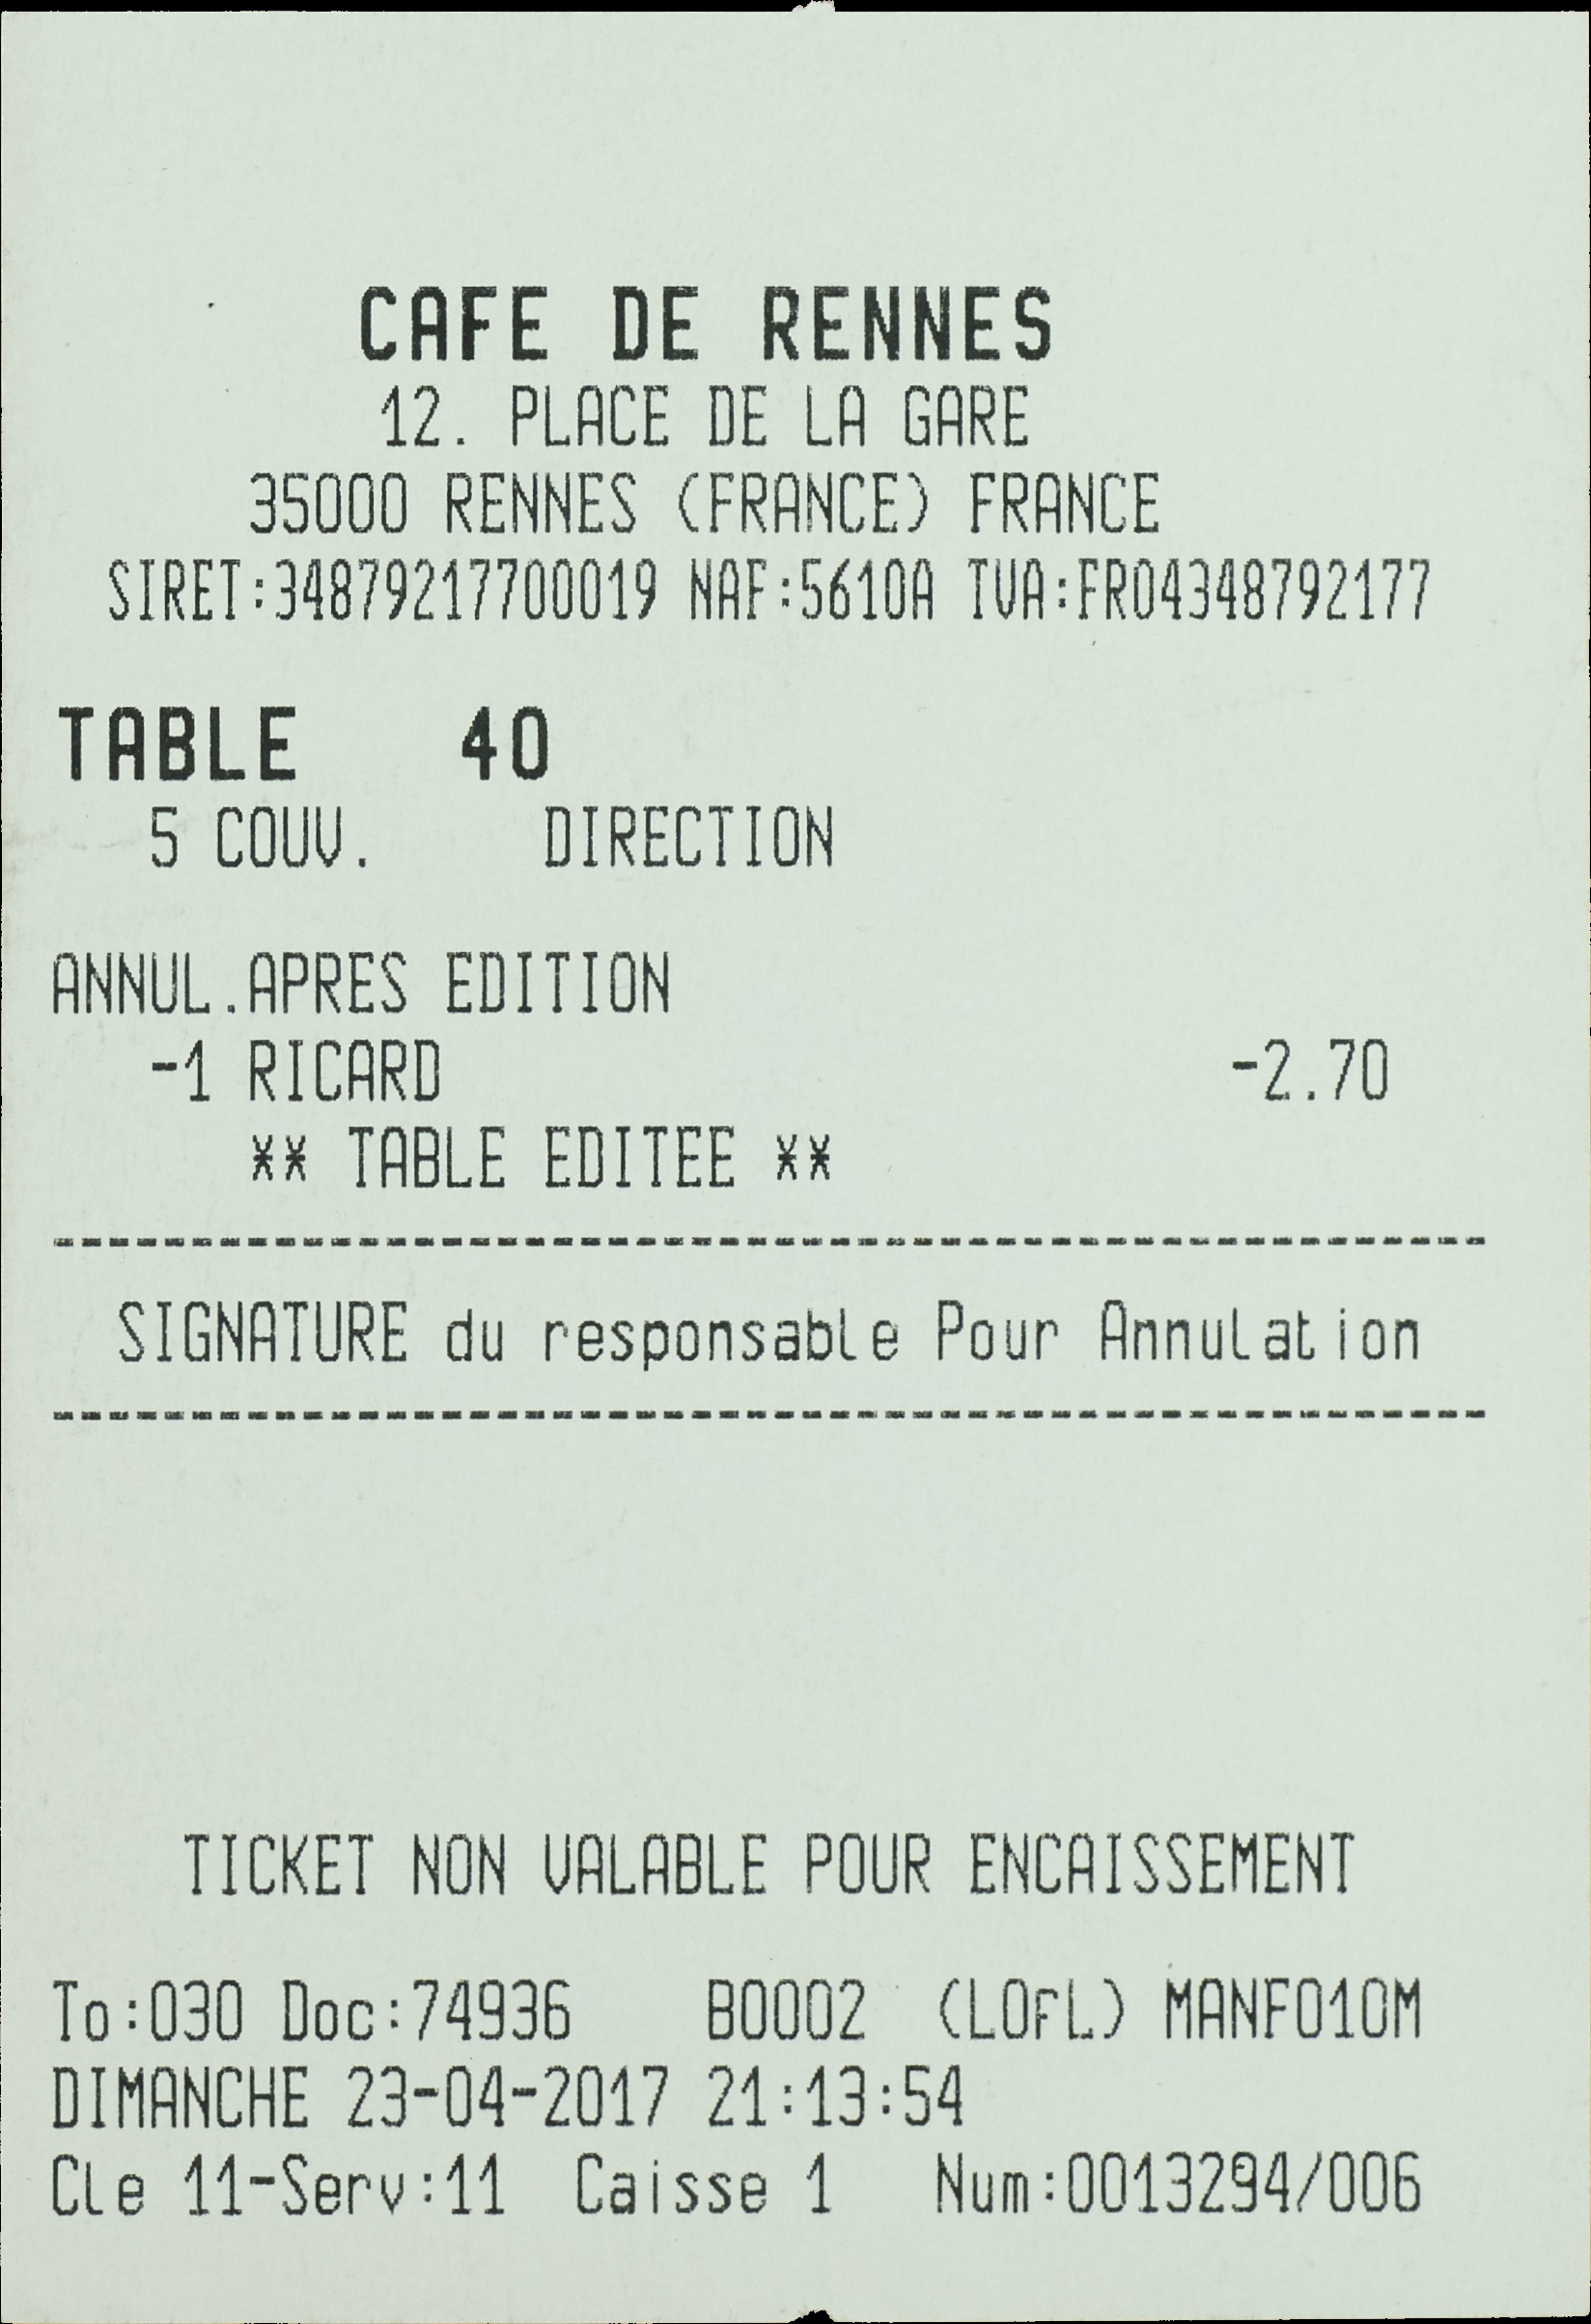 CAFE DE RENNES
12. PLACE DE LA GARE
35000 RENNES (FRANCE) FRANCE
SIRET:34879217700019 NAF:5610A TVA:FR04348792177
TABLE 40
5 COUV. DIRECTION
ANNUL.APRES EDITION
-1 RICARD -2.70
** TABLE EDITEE **
----------------------------------------------------
SIGNATURE du responsable Pour Annulation
----------------------------------------------------
TICKET NON VALABLE POUR ENCAISSEMENT
To:030 Doc:74936 B0002 (LOfL) MANF010M
DIMANCHE 23-04-2017 21:13:54
Cle 11-Serv:11 Caisse 1 Num:0013294/006